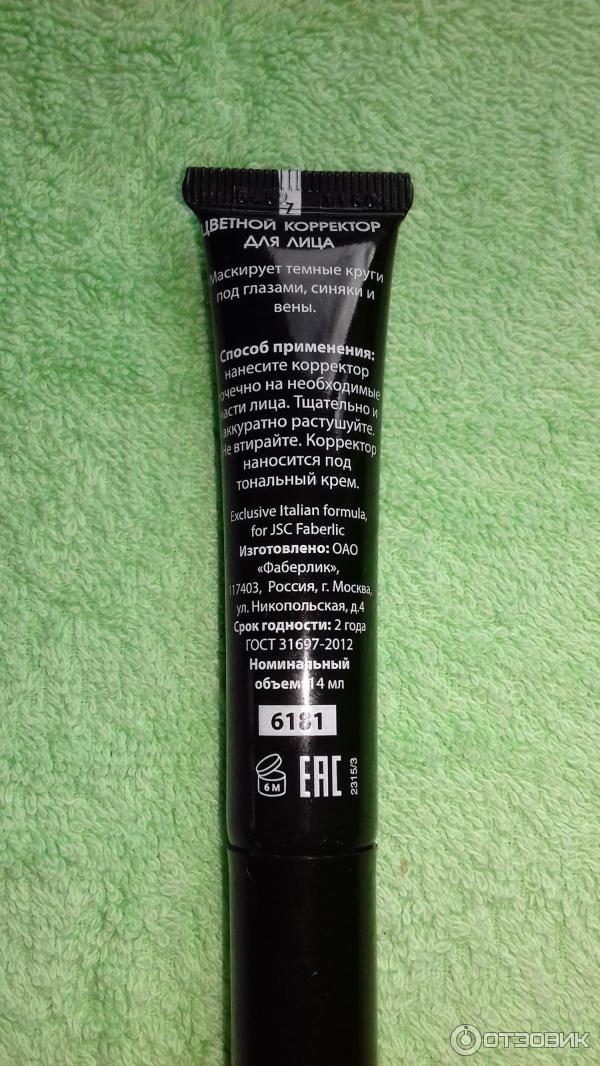 ЦВЕТНОЙ КОРРЕКТОР
ДЛЯ ЛИЦА
Маскирует темные круги
под глазами, синяки и
вены.
Способ применения:
нанесите корректор
точечно на необходимые
части лица. Тщательно и
аккуратно растушуйте.
Не втирайте. Корректор
наносится под
тональный крем.
Exclusive Italian formula,
for JSC Faberlic
Изготовлено: ОАО
«Фаберлик»,
117403, Россия, г. Москва,
ул. Никопольская, д.4
Срок годности: 2 года
ГОСТ 31697-2012
Номинальный
объем: 14 мл
6181
6 M
EAC
2315/3
ОТЗОВИК